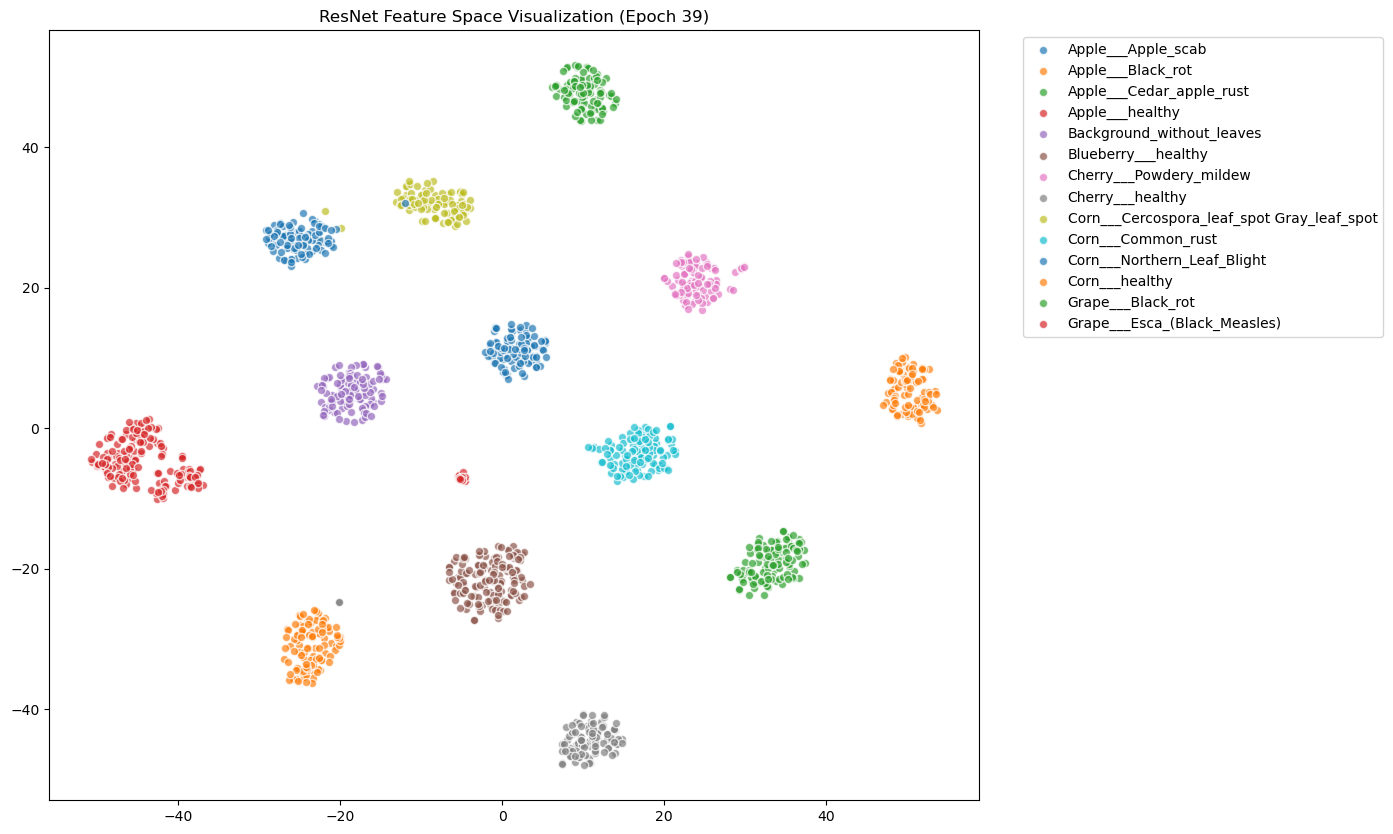 ResNet Feature Space Visualization (Epoch 39)
Apple___Apple_scab
Apple___Black_rot
Apple___Cedar_apple_rust
Apple___healthy
Background_without_leaves
Blueberry___healthy
Cherry___Powdery_mildew
Cherry___healthy
Corn___Cercospora_leaf_spot Gray_leaf_spot
Corn___Common_rust
Corn___Northern_Leaf_Blight
Corn___healthy
Grape___Black_rot
Grape___Esca_(Black_Measles)
40
20
0
−20
−40
−40
−20
0
20
40